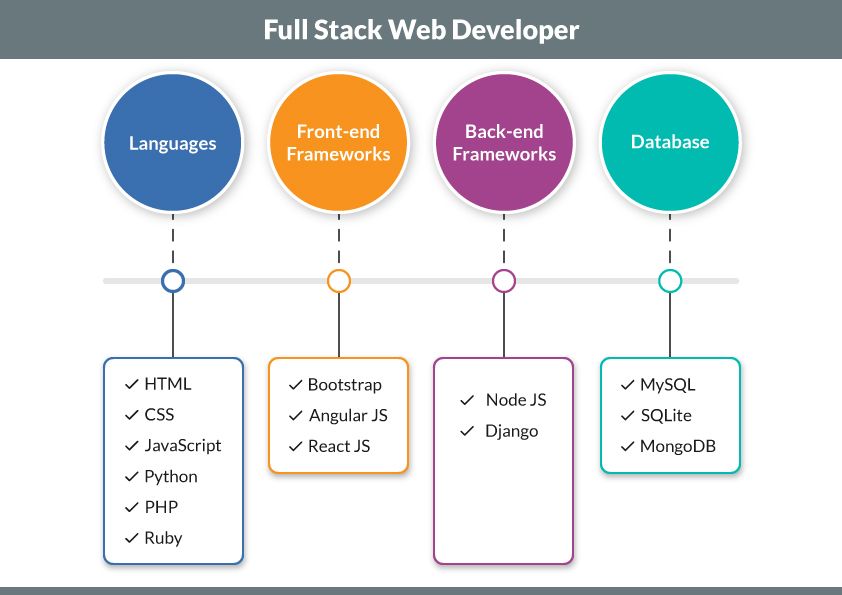 Full Stack Web Developer
Languages
Front-end
Frameworks
Back-end
Frameworks
Database
HTML
CSS
JavaScript
Python
PHP
Ruby
Bootstrap
Angular JS
React JS
Node JS
Django
MySQL
SQLite
MongoDB